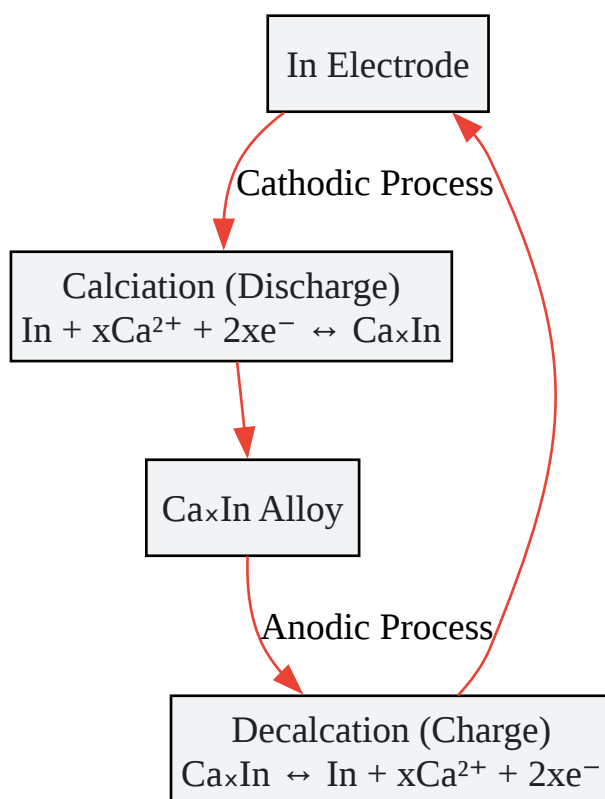 In Electrode
Cathodic Process
Calciation (Discharge)
In + xCa²⁺ + 2xe⁻ ↔ CaₓIn
CaₓIn Alloy
Anodic Process
Decalcation (Charge)
CaₓIn ↔ In + xCa²⁺ + 2xe⁻